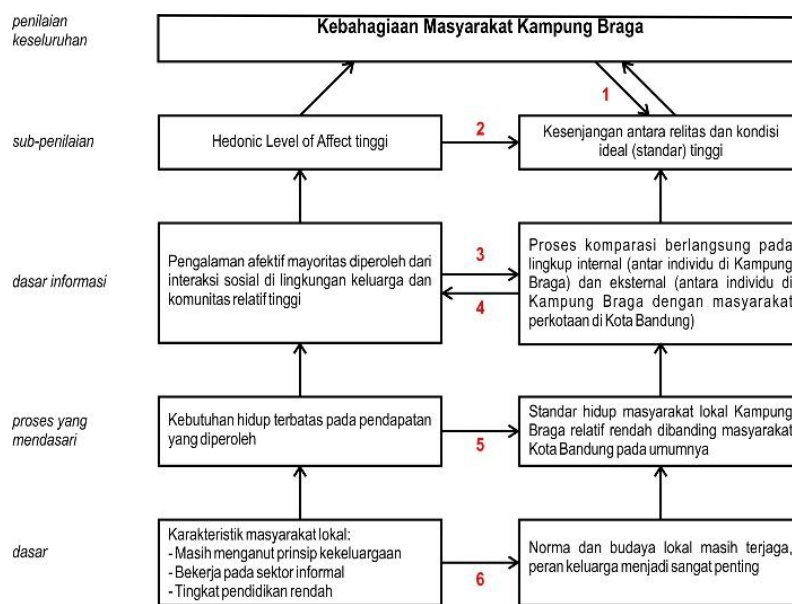 penilaian
keseluruhan
Kebahagiaan Masyarakat Kampung Braga
1
sub-penilaian
Hedonic Level of Affect tinggi
2
Kesenjangan antara relitas dan kondisi
ideal (standar) tinggi
dasar informasi
Pengalaman afektif mayoritas diperoleh dari
interaksi sosial di lingkungan keluarga dan
komunitas relatif tinggi
3
4
Proses komparasi berlangsung pada
lingkup internal (antar individu di Kampung
Braga) dan eksternal (antara individu di
Kampung Braga dengan masyarakat
perkotaan di Kota Bandung)
proses yang
mendasari
Kebutuhan hidup terbatas pada pendapatan
yang diperoleh
5
Standar hidup masyarakat lokal Kampung
Braga relatif rendah dibanding masyarakat
Kota Bandung pada umumnya
dasar
Karakteristik masyarakat lokal:
- Masih menganut prinsip kekeluargaan
- Bekerja pada sektor informal
- Tingkat pendidikan rendah
6
Norma dan budaya lokal masih terjaga,
peran keluarga menjadi sangat penting